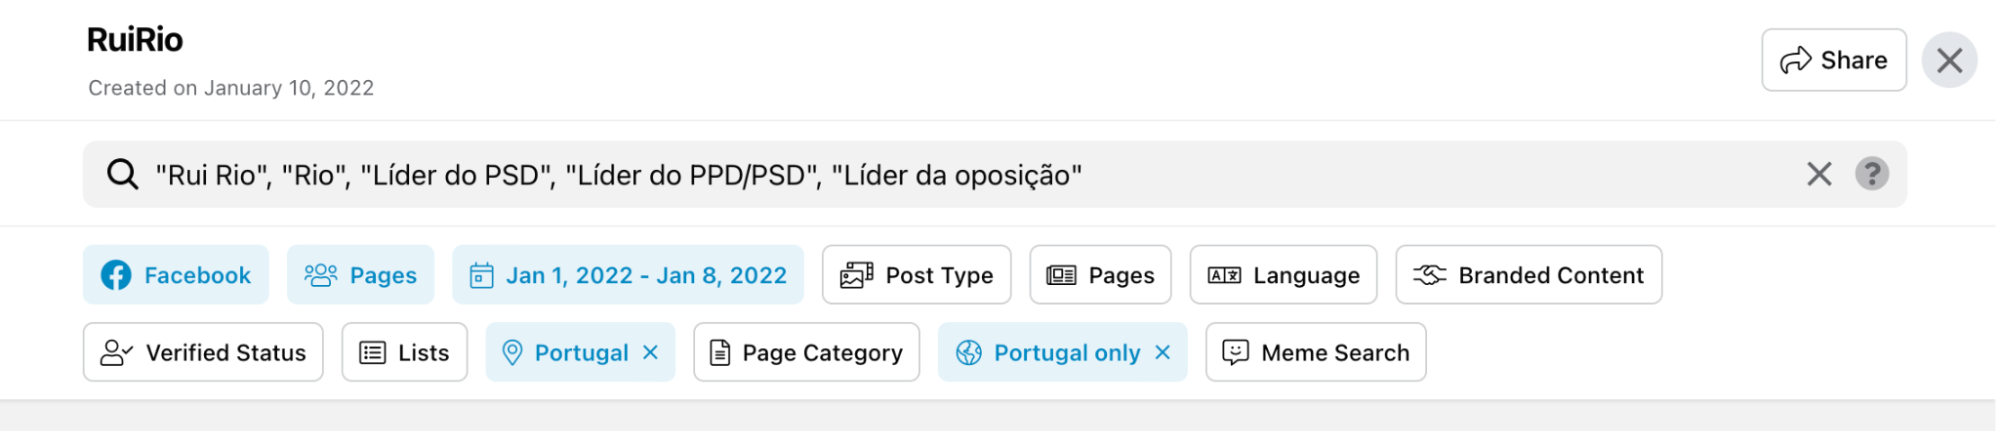 RuiRio
Created on January 10, 2022
Share
"Rui Rio", "Rio", "Líder do PSD", "Líder do PPD/PSD", "Líder da oposição"
?
Facebook Pages Jan 1, 2022 - Jan 8, 2022 Post Type Pages Language Branded Content
Verified Status Lists Portugal Page Category Portugal only Meme Search